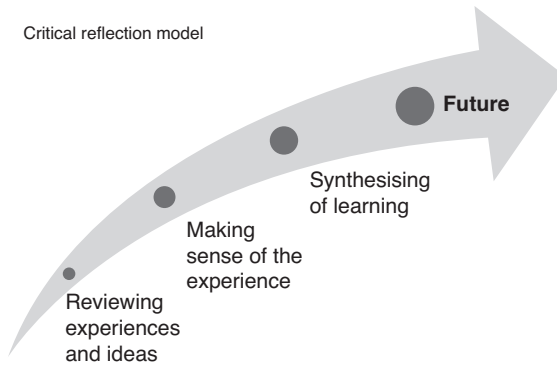 Critical reflection model
Future
Synthesising
of learning
Making
sense of the
experience
Reviewing
experiences
and ideas